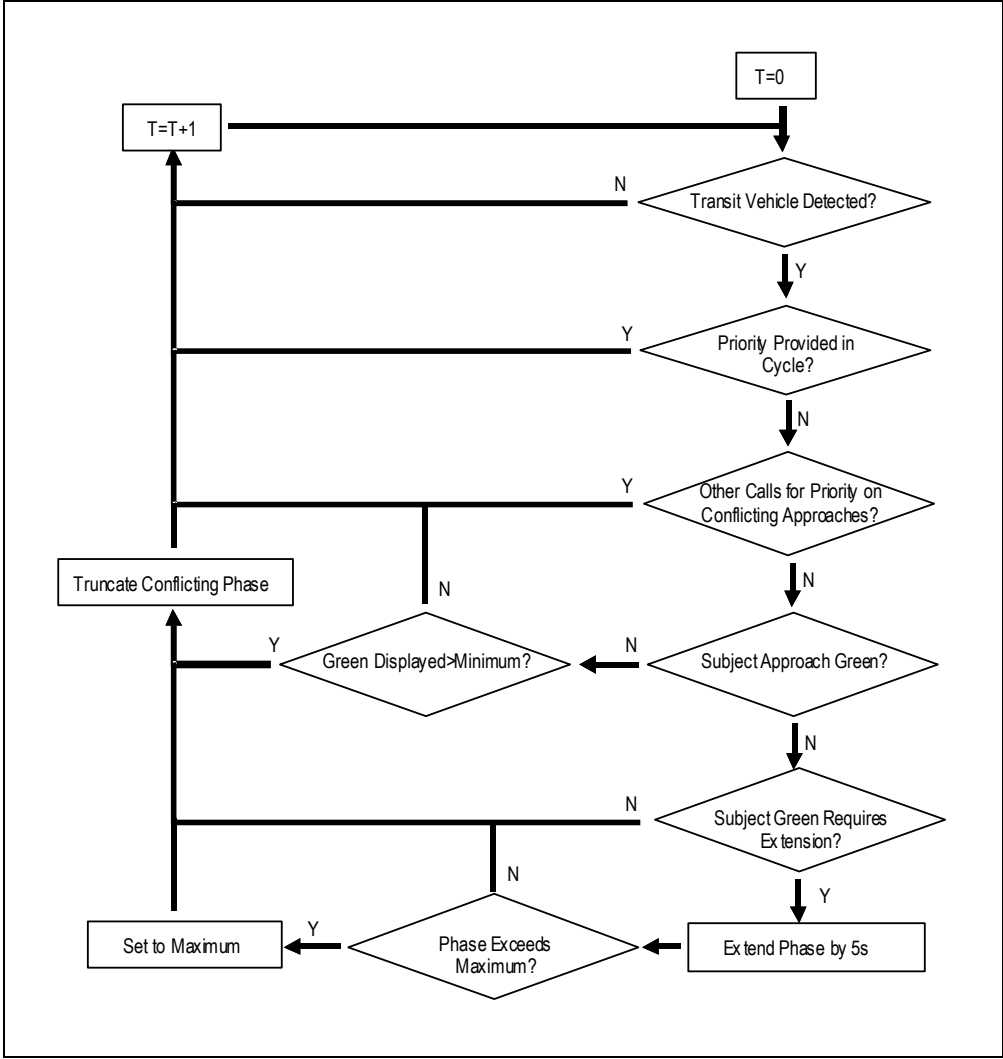 T=0
T=T+1
N
Transit Vehicle Detected?
Y
Y
Priority Provided in
Cycle?
N
Y
Other Calls for Priority on
Conflicting Approaches?
Truncate Conflicting Phase
N
N
Y
Green Displayed>Minimum?
N
Subject Approach Green?
N
N
Subject Green Requires
Extension?
N
Y
Y
Set to Maximum
Phase Exceeds
Maximum?
Extend Phase by 5s